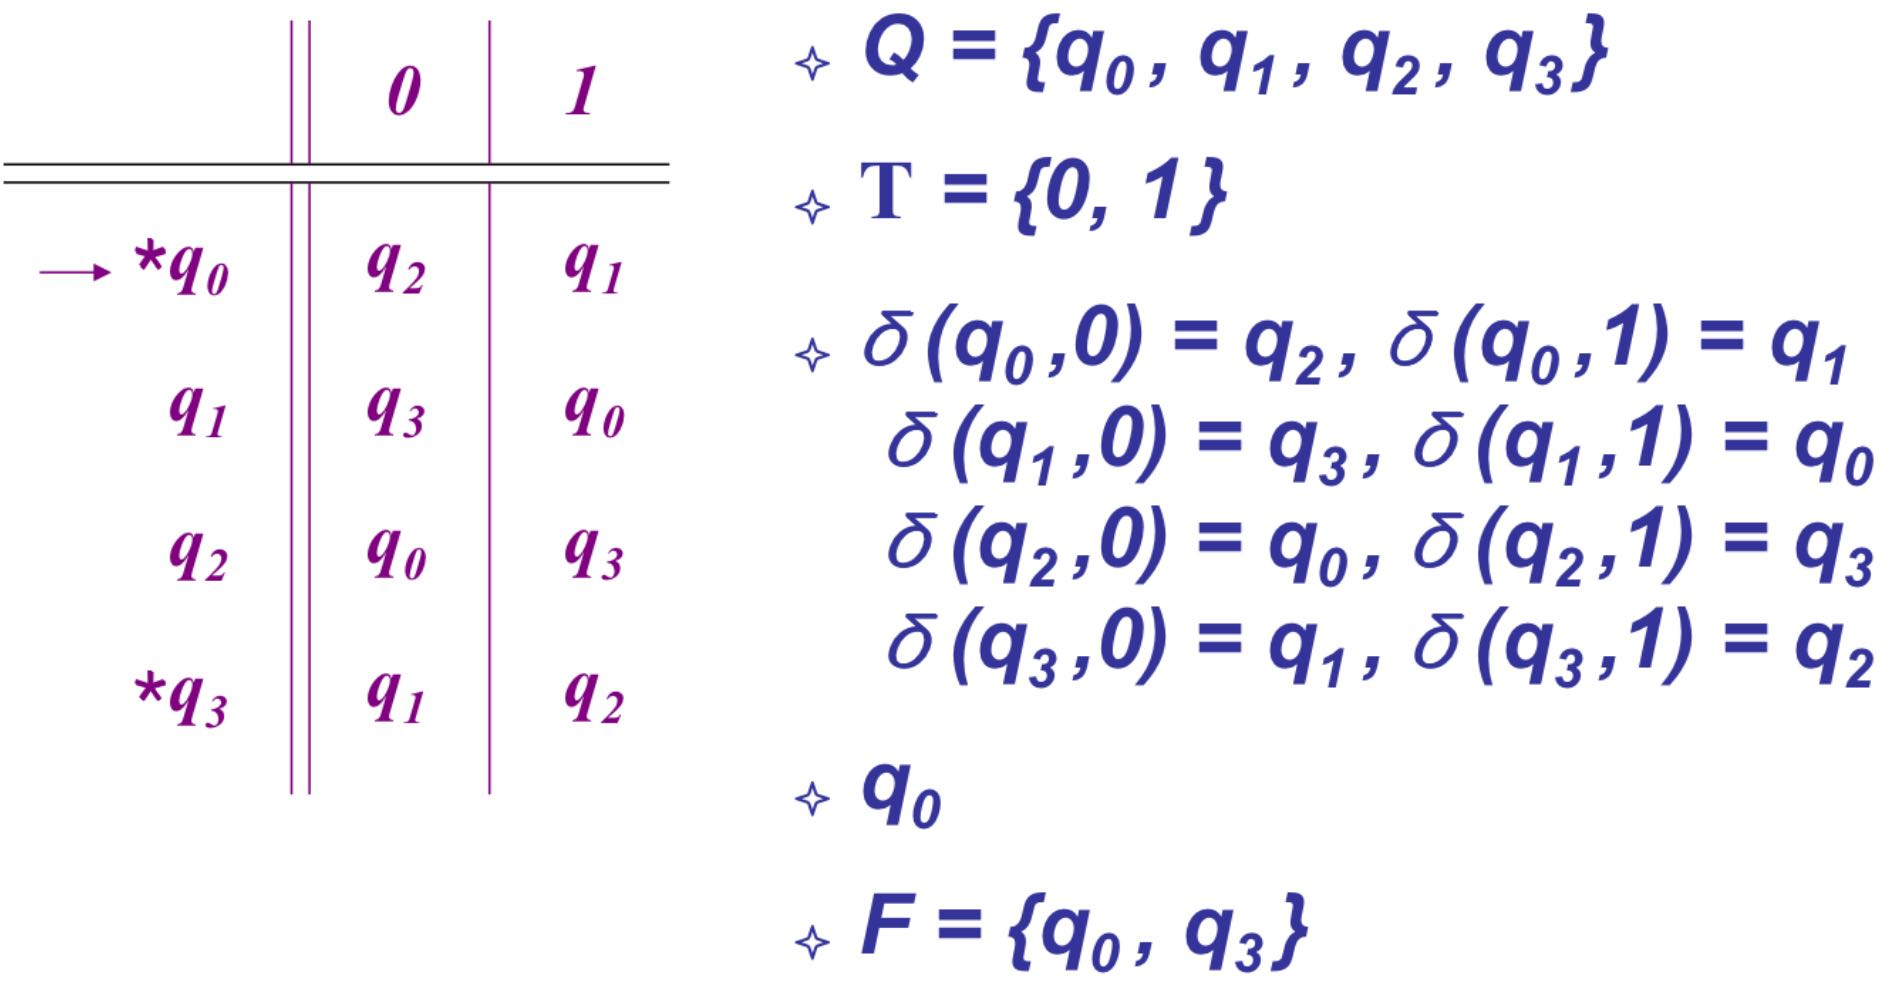 0 1
→ *q₀ q₂ q₁
q₁ q₃ q₀
q₂ q₀ q₃
*q₃ q₁ q₂
✧ Q = {q₀ , q₁ , q₂ , q₃ }
✧ T = {0, 1 }
✧ δ (q₀ ,0) = q₂ , δ (q₀ ,1) = q₁
δ (q₁ ,0) = q₃ , δ (q₁ ,1) = q₀
δ (q₂ ,0) = q₀ , δ (q₂ ,1) = q₃
δ (q₃ ,0) = q₁ , δ (q₃ ,1) = q₂
✧ q₀
✧ F = {q₀ , q₃ }